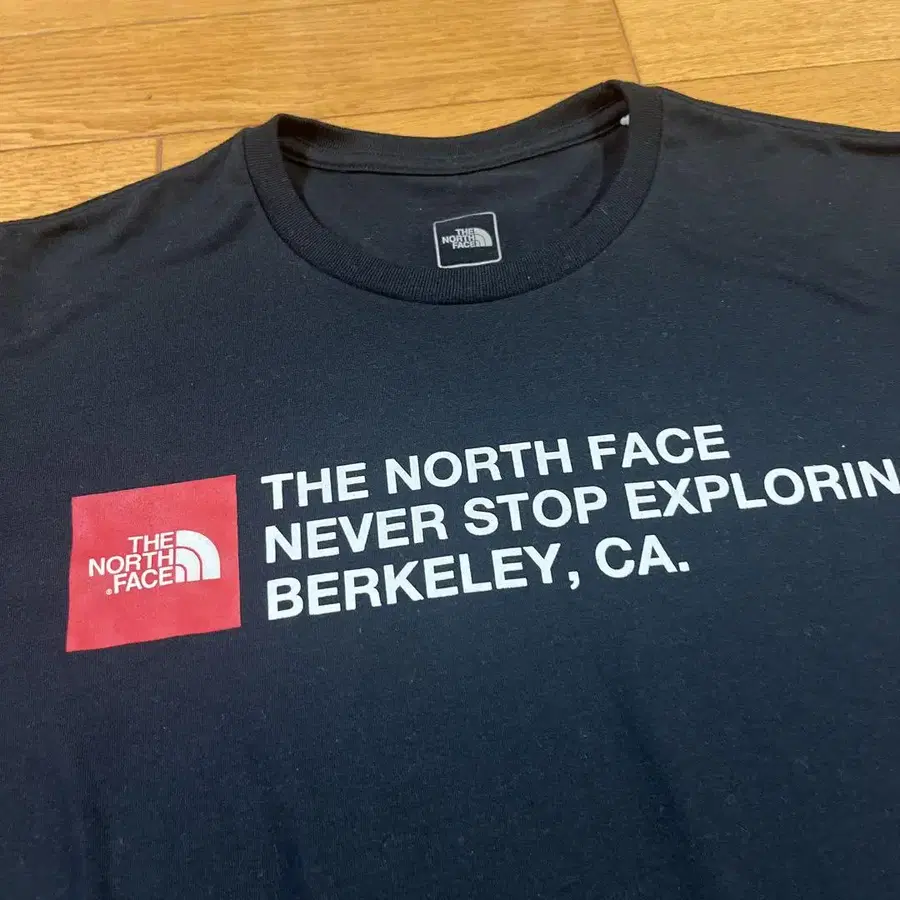 THE
NORTH
FACE
THE NORTH FACE
NEVER STOP EXPLORIN
BERKELEY, CA.
THE
NORTH
FACE
®